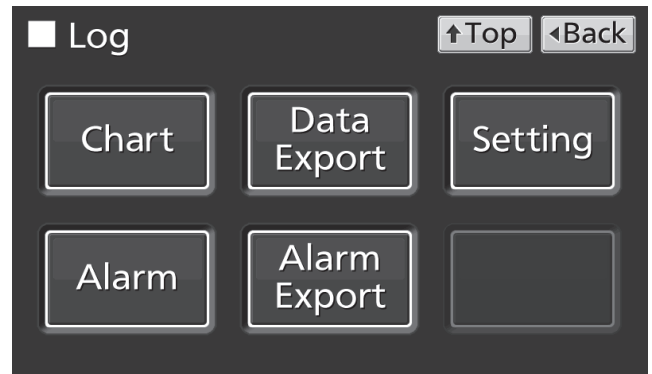 Log
Top
Back
Chart
Data
Export
Setting
Alarm
Alarm
Export